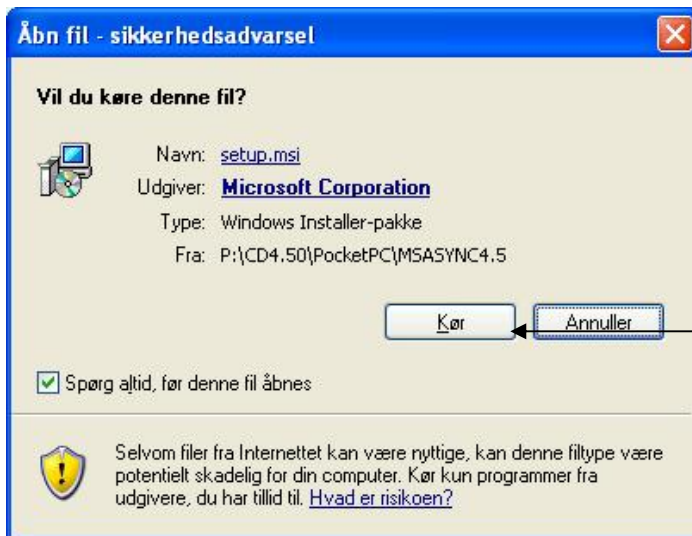 Åbn fil - sikkerhedsadvarsel
Vil du køre denne fil?
Navn: setup.msi
Udgiver: Microsoft Corporation
Type: Windows Installer-pakke
Fra: P:\CD4.50\PocketPC\MSASYNC4.5
Kør Annuller
Spørg altid, før denne fil åbnes
Selvom filer fra Internettet kan være nyttige, kan denne filtype være
potentielt skadelig for din computer. Kør kun programmer fra
udgivere, du har tillid til. Hvad er risikoen?